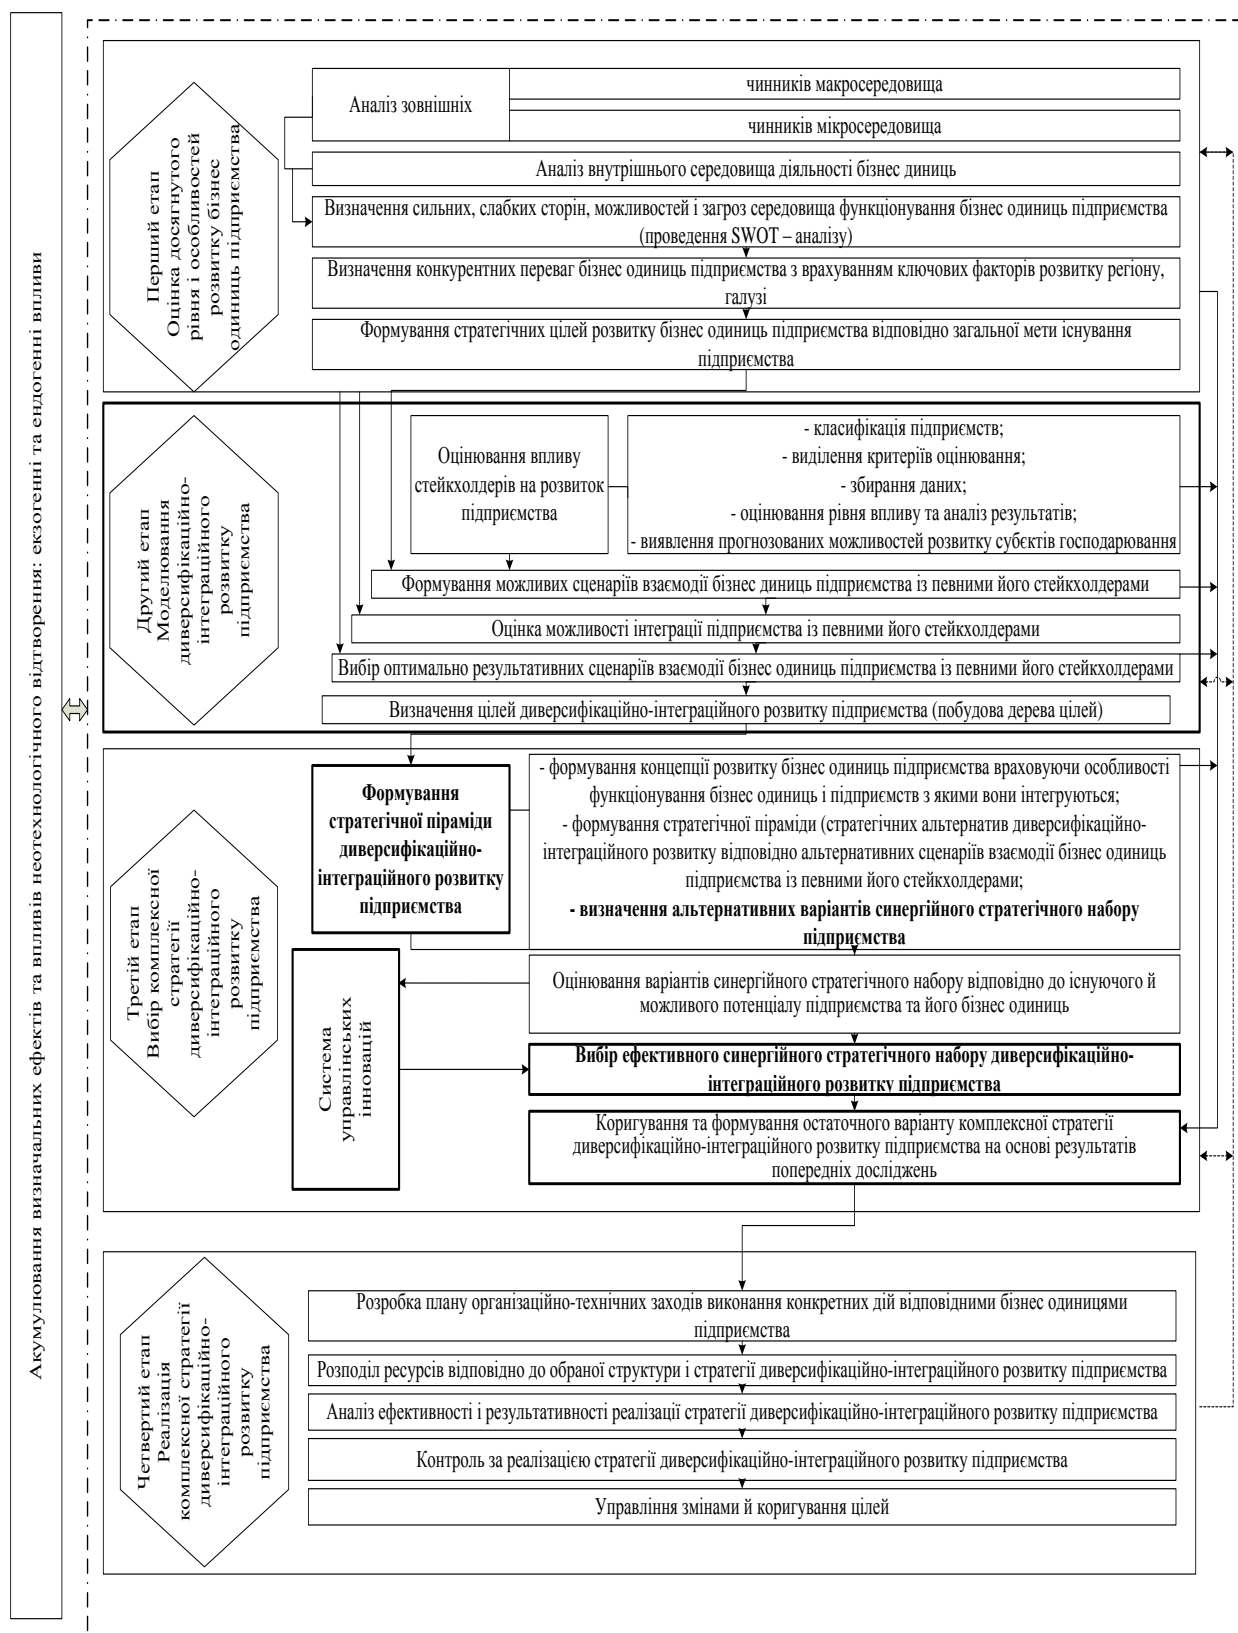 Акумулювання визначальних ефектів та впливів неотехнологічного відтворення: екзогенні та ендогенні впливи
Перший етап
Оцінка досягнутого
рівня і особливостей
розвитку бізнес
одиниць підприємства
Аналіз зовнішніх
чинників макросередовища
чинників мікросередовища
Аналіз внутрішнього середовища діяльності бізнес диниць
Визначення сильних, слабких сторін, можливостей і загроз середовища функціонування бізнес одиниць підприємства
(проведення SWOT – аналізу)
Визначення конкурентних переваг бізнес одиниць підприємства з врахуванням ключових факторів розвитку регіону,
галузі
Формування стратегічних цілей розвитку бізнес одиниць підприємства відповідно загальної мети існування
підприємства
Другий етап
Моделювання
диверсифікаційно-
інтеграційного
розвитку
підприємства
Оцінювання впливу
стейкхолдерів на розвиток
підприємства
- класифікація підприємств;
- виділення критеріїв оцінювання;
- збирання даних;
- оцінювання рівня впливу та аналіз результатів;
- виявлення прогнозованих можливостей розвитку субєктів господарювання
Формування можливих сценаріїв взаємодії бізнес диниць підприємства із певними його стейкхолдерами
Оцінка можливості інтеграції підприємства із певними його стейкхолдерами
Вибір оптимально результативних сценаріїв взаємодії бізнес одиниць підприємства із певними його стейкхолдерами
Визначення цілей диверсифікаційно-інтеграційного розвитку підприємства (побудова дерева цілей)
Третій етап
Вибір комплексної
стратегії
диверсифікаційно-
інтеграційного
розвитку
підприємства
Формування
стратегічної піраміди
диверсифікаційно-
інтеграційного розвитку
підприємства
- формування концепції розвитку бізнес одиниць підприємства враховуючи особливості
функціонування бізнес одиниць і підприємств з якими вони інтегруються;
- формування стратегічної піраміди (стратегічних альтернатив диверсифікаційно-
інтеграційного розвитку відповідно альтернативних сценаріїв взаємодії бізнес одиниць
підприємства із певними його стейкхолдерами;
- визначення альтернативних варіантів синергійного стратегічного набору
підприємства
Система
управлінських
інновацій
Оцінювання варіантів синергійного стратегічного набору відповідно до існуючого й
можливого потенціалу підприємства та його бізнес одиниць
Вибір ефективного синергійного стратегічного набору диверсифікаційно-
інтеграційного розвитку підприємства
Коригування та формування остаточного варіанту комплексної стратегії
диверсифікаційно-інтеграційного розвитку підприємства на основі результатів
попередніх досліджень
Четвертий етап
Реалізація
комплексної стратегії
диверсифікаційно-
інтеграційного
розвитку
підприємства
Розробка плану організаційно-технічних заходів виконання конкретних дій відповідними бізнес одиницями
підприємства
Розподіл ресурсів відповідно до обраної структури і стратегії диверсифікаційно-інтеграційного розвитку підприємства
Аналіз ефективності і результативності реалізації стратегії диверсифікаційно-інтеграційного розвитку підприємства
Контроль за реалізацією стратегії диверсифікаційно-інтеграційного розвитку підприємства
Управління змінами й коригування цілей